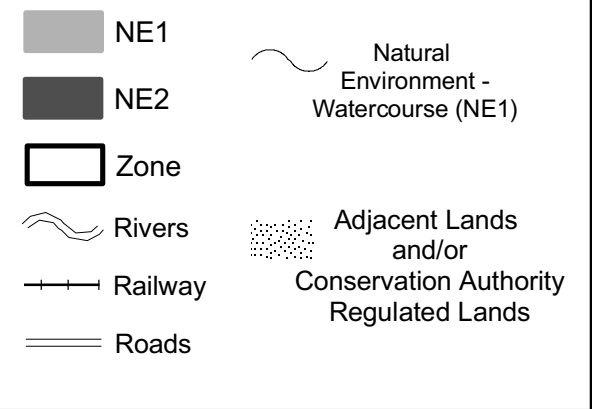 NE1
NE2
Zone
Rivers
Railway
Roads
Natural
Environment -
Watercourse (NE1)
Adjacent Lands
and/or
Conservation Authority
Regulated Lands